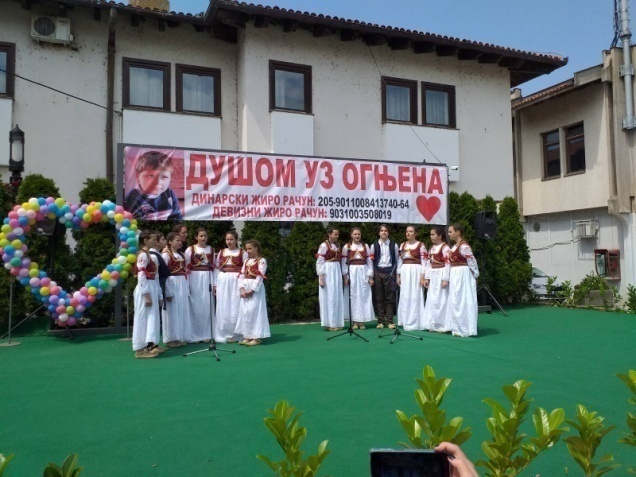 ДУШОМ УЗ ОГЊЕНА
ДИНАРСКИ ЖИРО РАЧУН: 205-9011008413740-64
ДЕВИЗНИ ЖИРО РАЧУН: 9031003508019